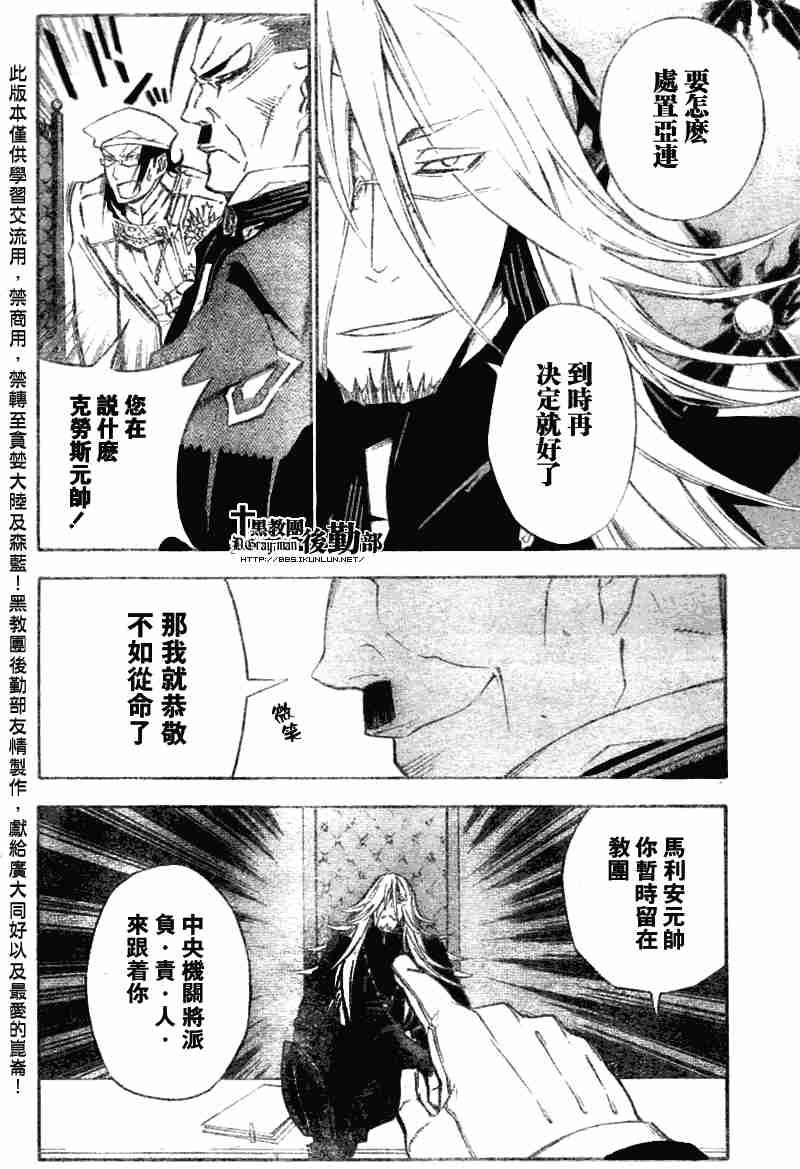 要怎麽
處置亞連
到時再
決定就好了
您在
説什麽
克勞斯元帥！
十黑教團
D.Gray-man 後勤部
HTTP://BBS.IKUNLUN.NET/
那我就恭敬
不如從命了
微笑
馬利安元帥
你暫時留在
教團
中央機關將派
負·責·人·
來跟着你
此版本僅供學習交流用，禁商用，禁轉至貪婪大陸及森藍！黑教團後勤部友情製作，獻給廣大同好以及最愛的崑崙！